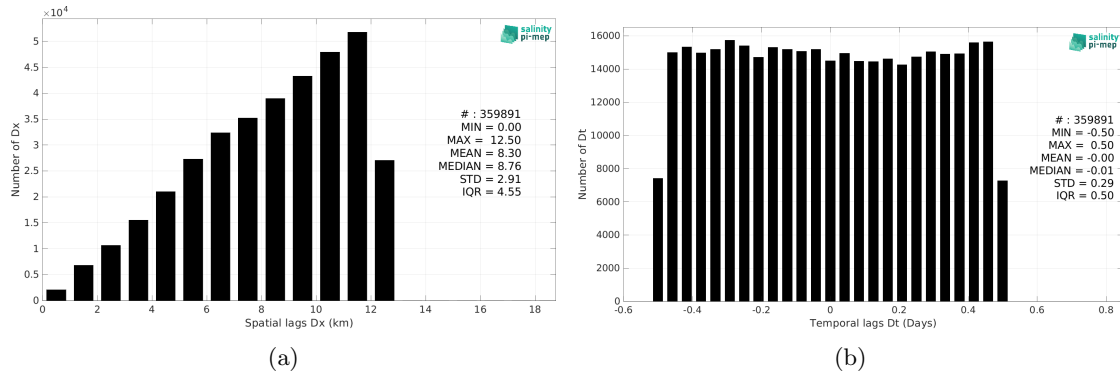 ×10⁴
5
4.5
4
3.5
3
2.5
2
1.5
1
0.5
0
Number of Dx
0 2 4 6 8 10 12 14 16 18
Spatial lags Dx (km)
salinity
pi-mep
# : 359891
MIN = 0.00
MAX = 12.50
MEAN = 8.30
MEDIAN = 8.76
STD = 2.91
IQR = 4.55
(a)
16000
14000
12000
10000
8000
6000
4000
2000
0
Number of Dt
-0.6 -0.4 -0.2 0 0.2 0.4 0.6 0.8
Temporal lags Dt (Days)
salinity
pi-mep
# : 359891
MIN = -0.50
MAX = 0.50
MEAN = -0.00
MEDIAN = -0.01
STD = 0.29
IQR = 0.50
(b)